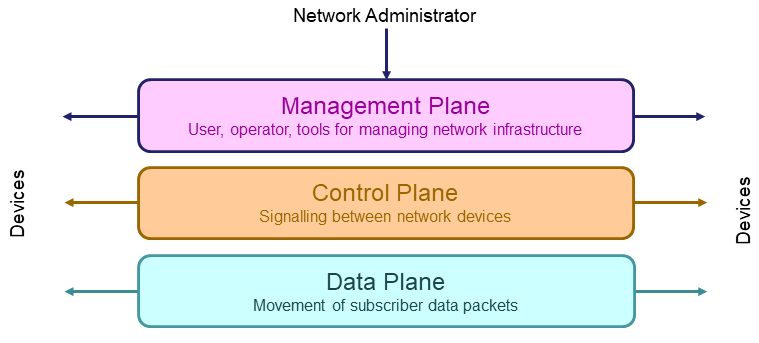 Network Administrator
Management Plane
User, operator, tools for managing network infrastructure
Devices
Control Plane
Signalling between network devices
Devices
Data Plane
Movement of subscriber data packets